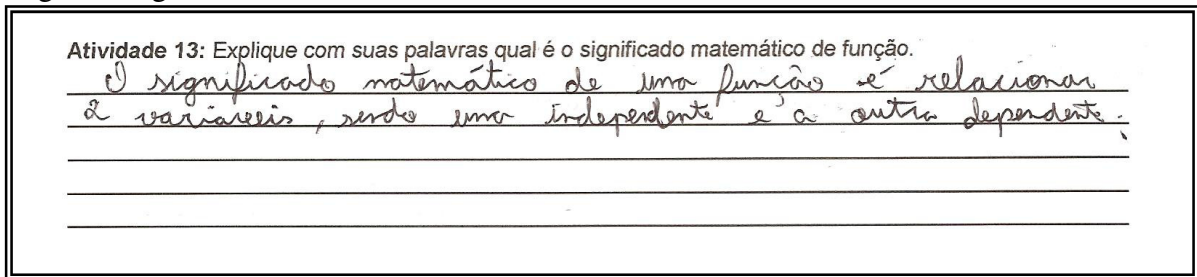 Atividade 13: Explique com suas palavras qual é o significado matemático de função.
O significado matemático de uma função é relacionar
2 variáveis, sendo uma independente e a outra dependente.